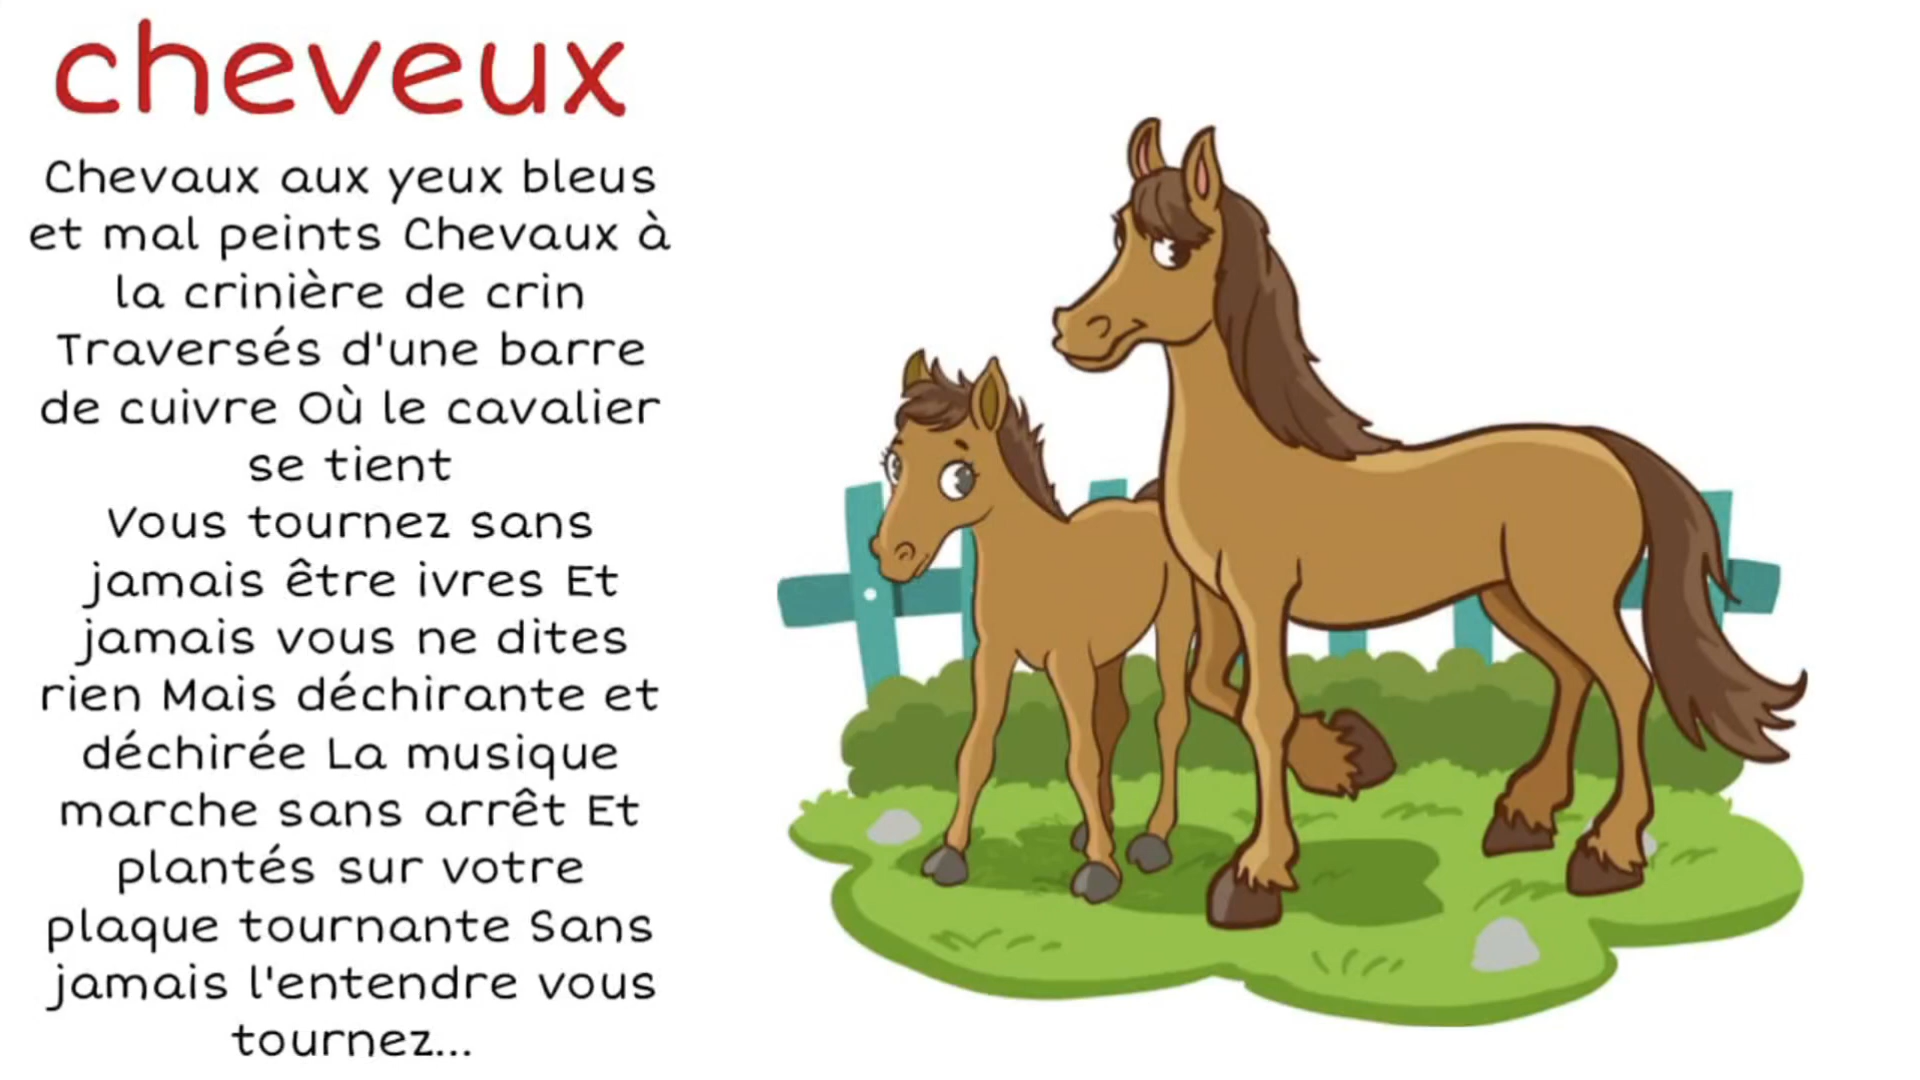 cheveux
Chevaux aux yeux bleus
et mal peints Chevaux à
la crinière de crin
Traversés d'une barre
de cuivre Où le cavalier
se tient
Vous tournez sans
jamais être ivres Et
jamais vous ne dites
rien Mais déchirante et
déchirée La musique
marche sans arrêt Et
plantés sur votre
plaque tournante Sans
jamais l'entendre vous
tournez...